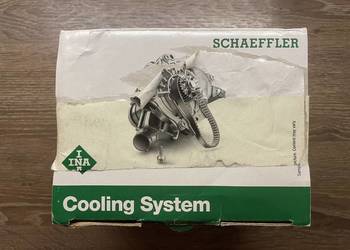 SCHAEFFLER
INA
Cooling System